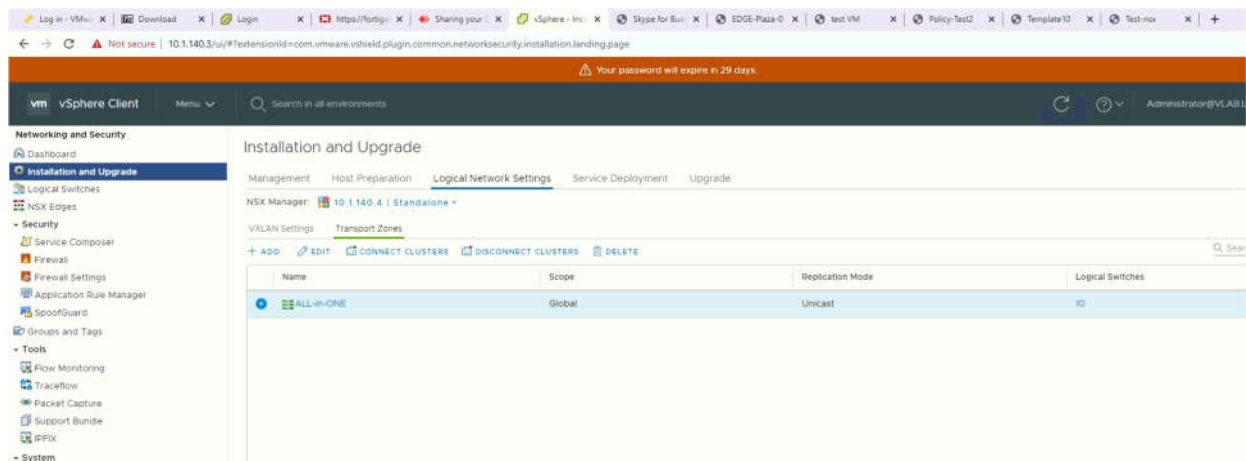 Log in - VMw
Download
Login
https://fortiga
Sharing your
vSphere - Ins
Skype for Bus
EDGE-Plaza-0
test VM
Policy-Test2
Template10
Test-nsx
Not secure | 10.1.140.3/ui/#?extensionId=com.vmware.vshield.plugin.common.networksecurity.installation.landing.page
Your password will expire in 29 days.
vm vSphere Client Menu Search in all environments Administrator@VLAB.L
Networking and Security
Dashboard
Installation and Upgrade
Logical Switches
NSX Edges
Security
Service Composer
Firewall
Firewall Settings
Application Rule Manager
SpoofGuard
Groups and Tags
Tools
Flow Monitoring
Traceflow
Packet Capture
Support Bundle
IPFIX
System
Installation and Upgrade
Management Host Preparation Logical Network Settings Service Deployment Upgrade
NSX Manager: 10.1.140.4 | Standalone
VXLAN Settings Transport Zones
+ ADD EDIT CONNECT CLUSTERS DISCONNECT CLUSTERS DELETE Sear
Name Scope Replication Mode Logical Switches
ALL-in-ONE Global Unicast 10